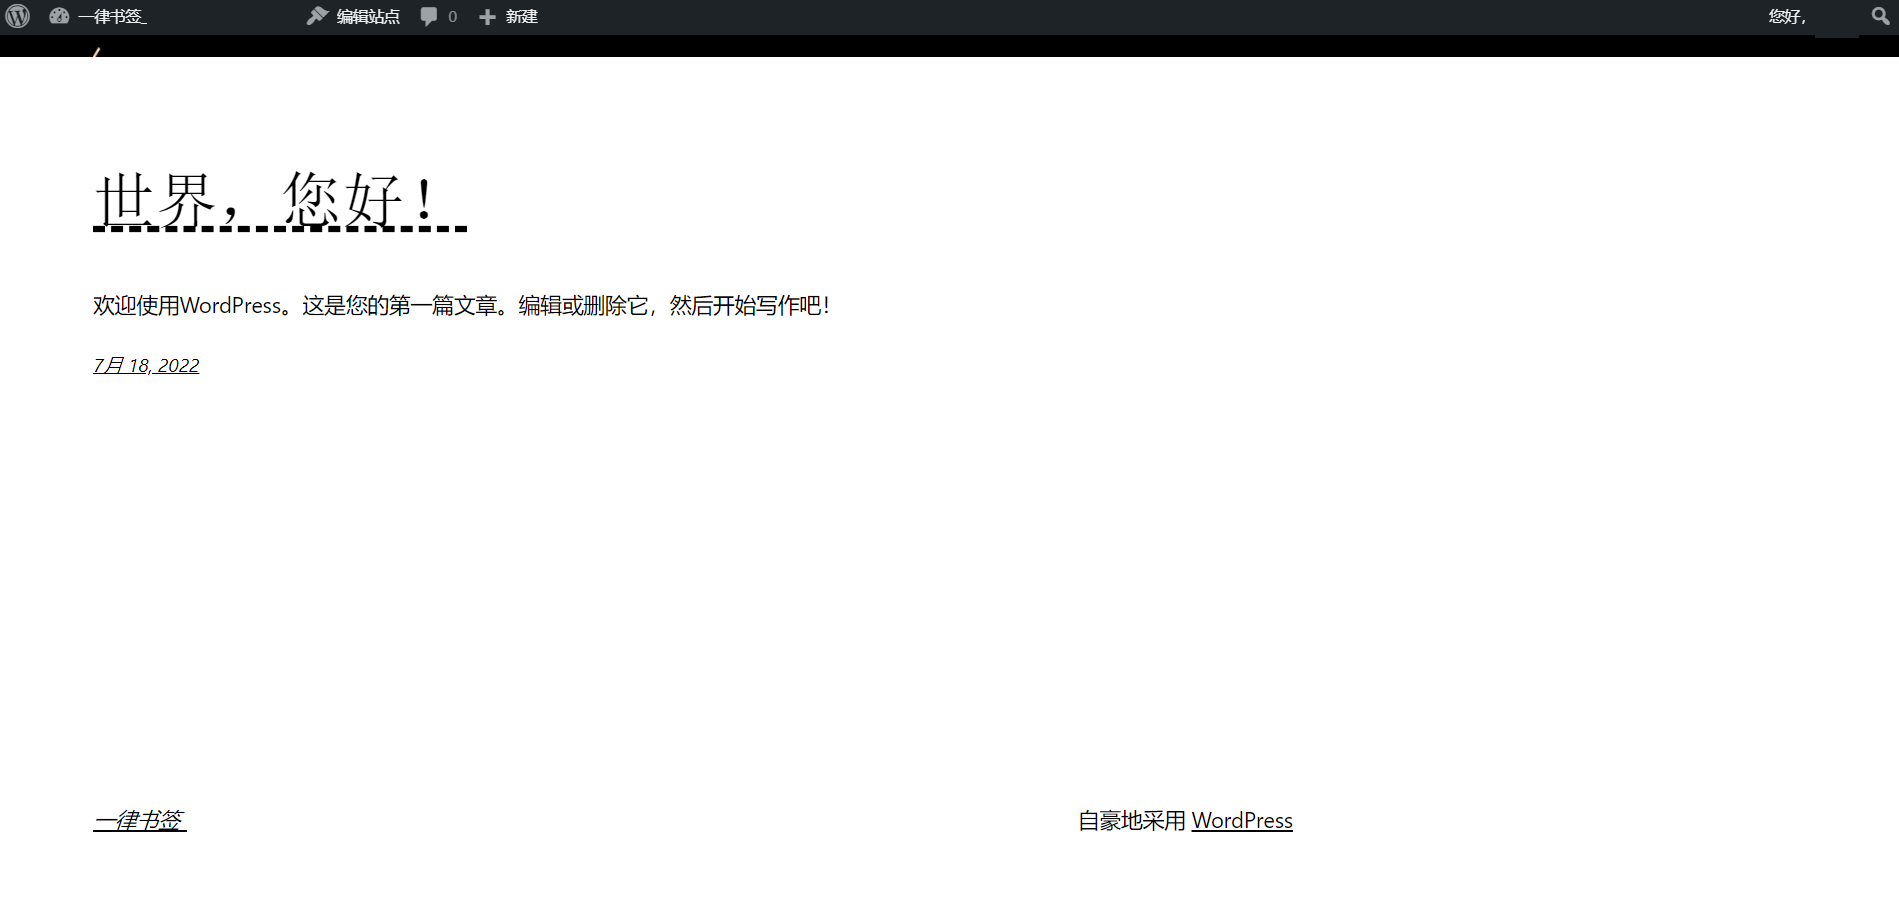 一律书签_ 编辑站点 0 新建 您好,
世界，您好！
欢迎使用WordPress。这是您的第一篇文章。编辑或删除它，然后开始写作吧！
7月 18, 2022
一律书签 自豪地采用 WordPress